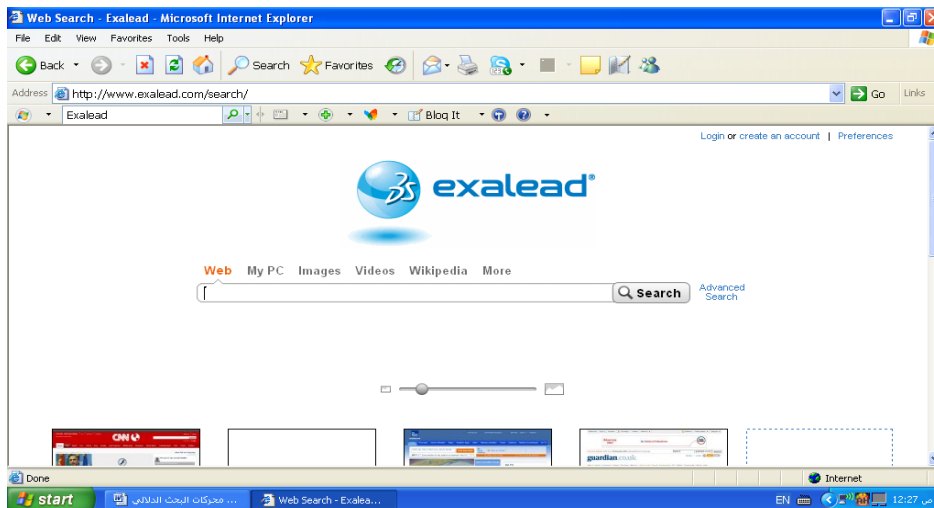 Web Search - Exalead - Microsoft Internet Explorer
File Edit View Favorites Tools Help
Back Search Favorites
Address http://www.exalead.com/search/ Go Links
Exalead Blog It
Login or create an account | Preferences
exalead®
Web My PC Images Videos Wikipedia More
Search Advanced Search
CNN
guardian.co.uk
Done Internet
start محركات البحث الدلالي ... Web Search - Exalea... EN 12:27 ص